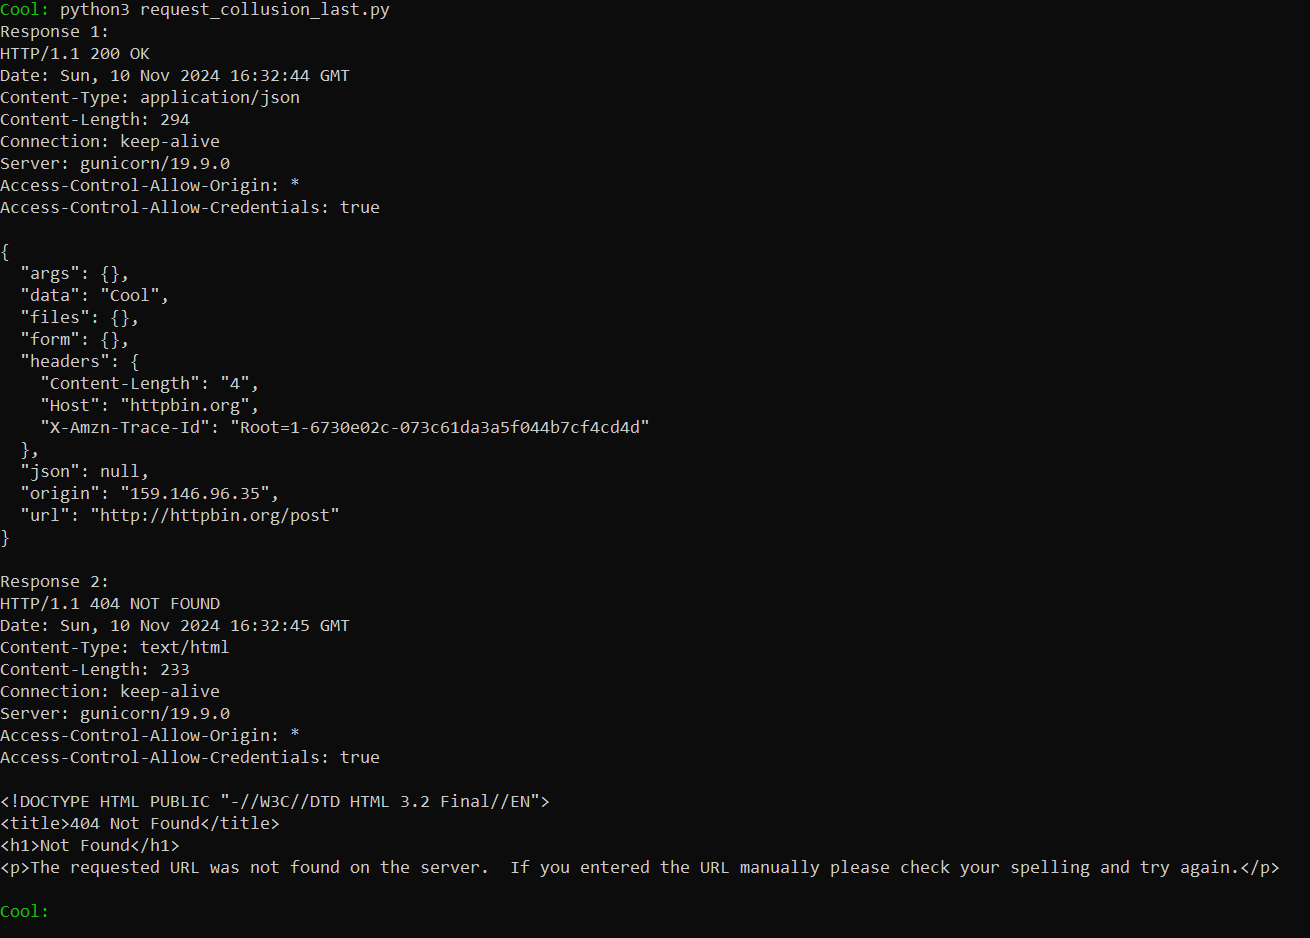 Cool: python3 request_collusion_last.py
Response 1:
HTTP/1.1 200 OK
Date: Sun, 10 Nov 2024 16:32:44 GMT
Content-Type: application/json
Content-Length: 294
Connection: keep-alive
Server: gunicorn/19.9.0
Access-Control-Allow-Origin: *
Access-Control-Allow-Credentials: true

{
  "args": {},
  "data": "Cool",
  "files": {},
  "form": {},
  "headers": {
    "Content-Length": "4",
    "Host": "httpbin.org",
    "X-Amzn-Trace-Id": "Root=1-6730e02c-073c61da3a5f044b7cf4cd4d"
  },
  "json": null,
  "origin": "159.146.96.35",
  "url": "http://httpbin.org/post"
}

Response 2:
HTTP/1.1 404 NOT FOUND
Date: Sun, 10 Nov 2024 16:32:45 GMT
Content-Type: text/html
Content-Length: 233
Connection: keep-alive
Server: gunicorn/19.9.0
Access-Control-Allow-Origin: *
Access-Control-Allow-Credentials: true

<!DOCTYPE HTML PUBLIC "-//W3C//DTD HTML 3.2 Final//EN">
<title>404 Not Found</title>
<h1>Not Found</h1>
<p>The requested URL was not found on the server.  If you entered the URL manually please check your spelling and try again.</p>

Cool: